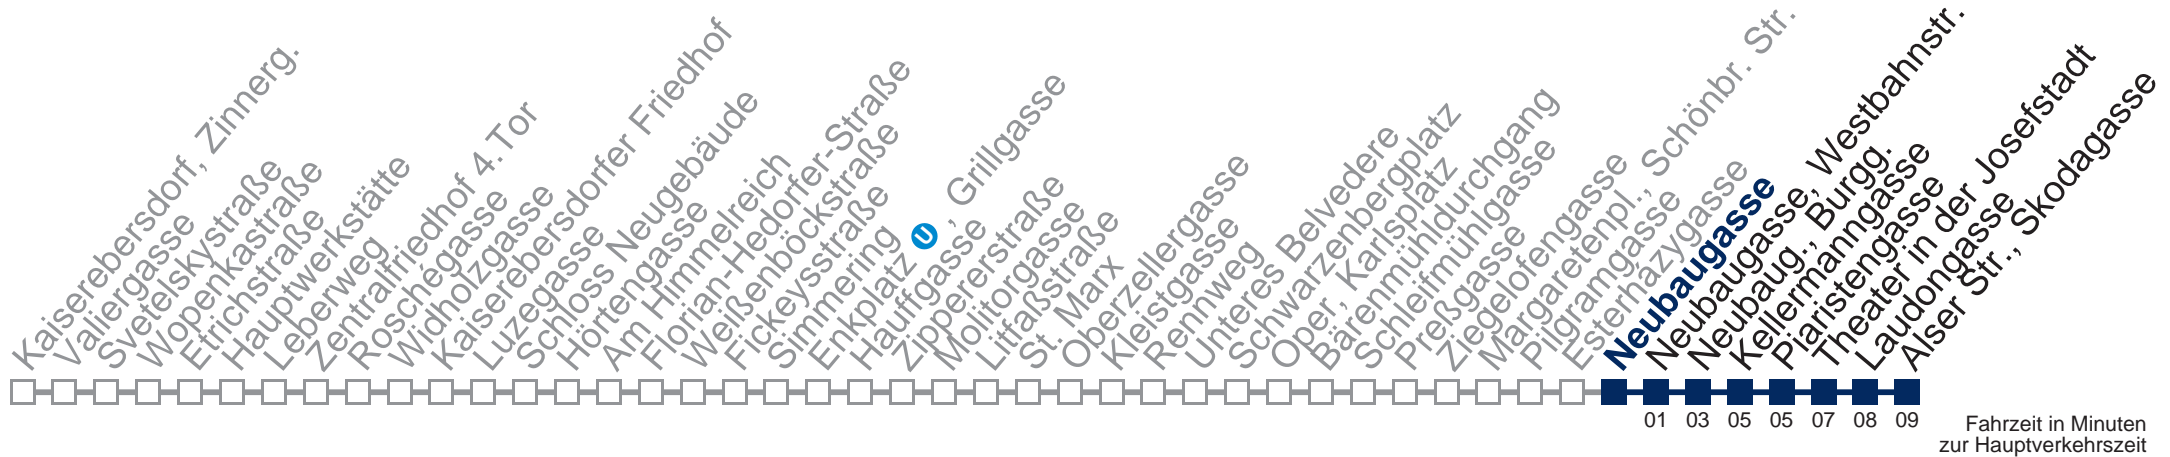 Kaiserebersdorf, Zinnerg.
Valiergasse
Svetelskystraße
Wopenkastraße
Etrichstraße
Hauptwerkstätte
Leberweg
Zentralfriedhof 4.Tor
Roschégasse
Widholzgasse
Kaiserebersdorfer Friedhof
Luzegasse
Schloss Neugebäude
Hörtengasse
Am Himmelreich
Florian-Hedorfer-Straße
Weißenböckstraße
Fickeysstraße
Simmering
Enkplatz U , Grillgasse
Hauffgasse
Zippererstraße
Molitorgasse
Litfaßstraße
St. Marx
Oberzellergasse
Kleistgasse
Rennweg
Unteres Belvedere
Schwarzenbergplatz
Oper, Karlsplatz
Bärenmühldurchgang
Schleifmühlgasse
Preßgasse
Ziegelofengasse
Margaretenpl., Schönbr. Str.
Pilgramgasse
Esterházygasse
Neubaugasse
Neubaugasse, Westbahnstr.
Neubaug., Burgg.
Kellermanngasse
Piaristengasse
Theater in der Josefstadt
Laudongasse
Alser Str., Skodagasse
01 03 05 05 07 08 09
Fahrzeit in Minuten
zur Hauptverkehrszeit